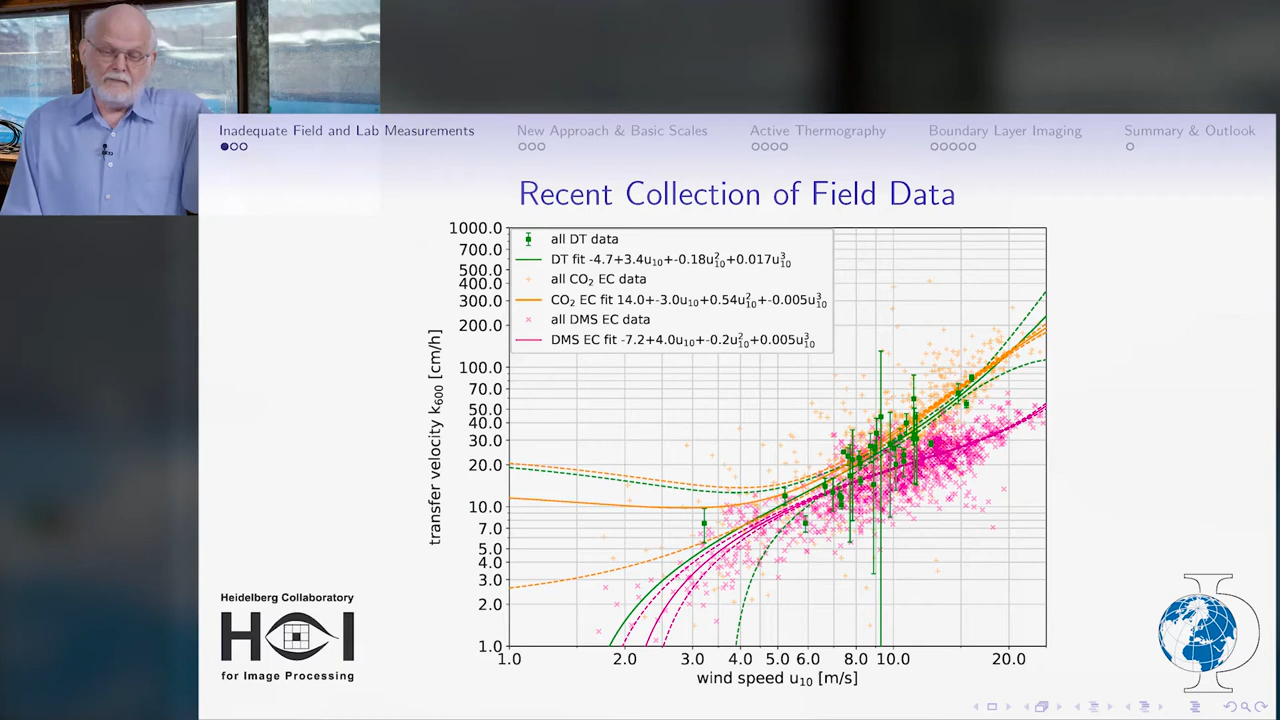 Inadequate Field and Lab Measurements
New Approach & Basic Scales
Active Thermography
Boundary Layer Imaging
Summary & Outlook
Recent Collection of Field Data
all DT data
DT fit -4.7+3.4u₁₀+-0.18u₁₀²+0.017u₁₀³
all CO₂ EC data
CO₂ EC fit 14.0+-3.0u₁₀+0.54u₁₀²+-0.005u₁₀³
all DMS EC data
DMS EC fit -7.2+4.0u₁₀+-0.2u₁₀²+0.005u₁₀³
1000.0
700.0
500.0
400.0
300.0
200.0
100.0
70.0
50.0
40.0
30.0
20.0
10.0
7.0
5.0
4.0
3.0
2.0
1.0
transfer velocity k₆₀₀ [cm/h]
1.0 2.0 3.0 4.0 5.0 6.0 8.0 10.0 20.0
wind speed u₁₀ [m/s]
Heidelberg Collaboratory
HCI
for Image Processing